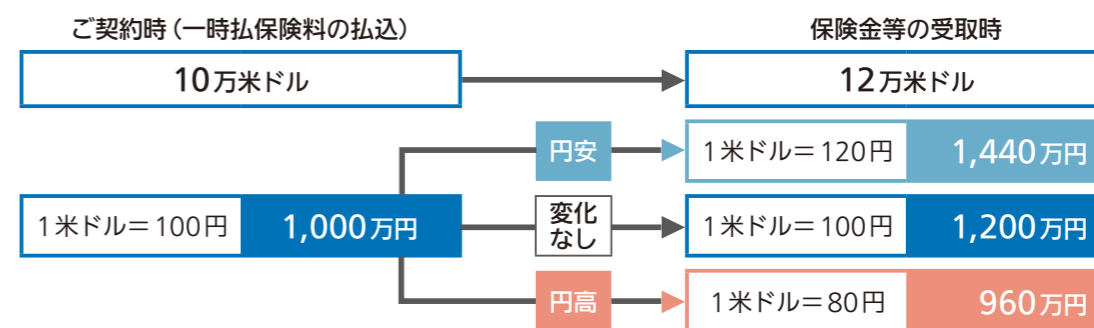 ご契約時（一時払保険料の払込）
保険金等の受取時
10万米ドル
12万米ドル
円安
1米ドル＝120円
1,440万円
1米ドル＝100円
1,000万円
変化
なし
1米ドル＝100円
1,200万円
円高
1米ドル＝80円
960万円